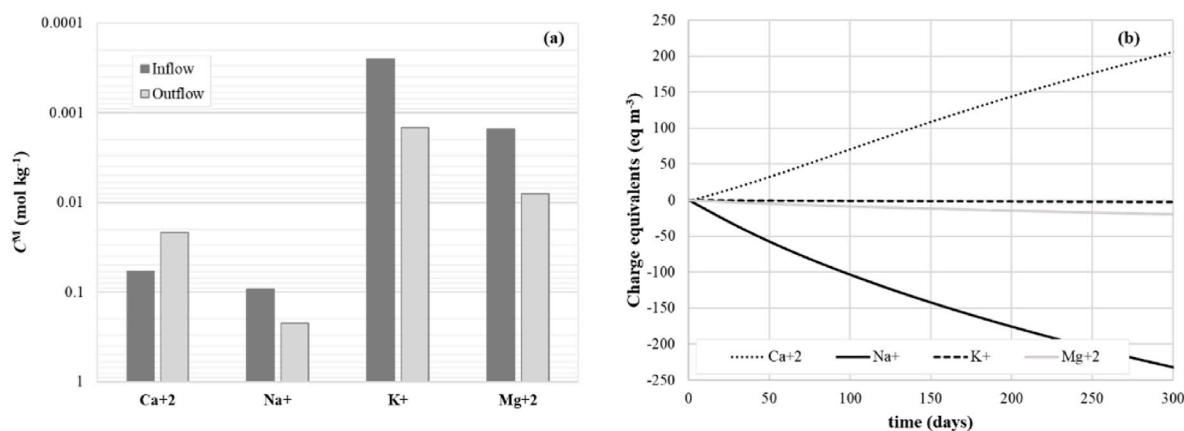 (a)
0.0001
0.001
0.01
0.1
1
C^M (mol kg⁻¹)
Inflow
Outflow
Ca+2 Na+ K+ Mg+2
(b)
250
200
150
100
50
0
-50
-100
-150
-200
-250
Charge equivalents (eq m⁻³)
Ca+2 Na+ K+ Mg+2
0 50 100 150 200 250 300
time (days)